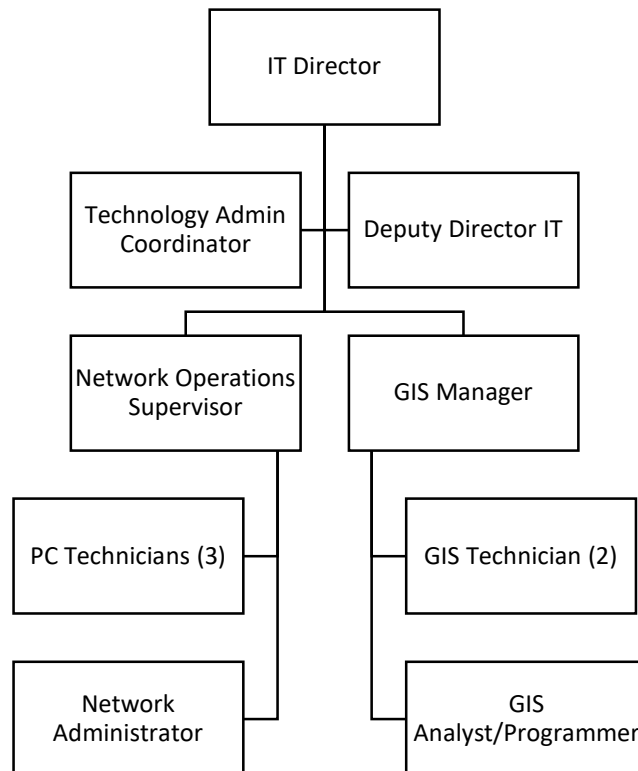 IT Director
Technology Admin
Coordinator
Deputy Director IT
Network Operations
Supervisor
GIS Manager
PC Technicians (3)
GIS Technician (2)
Network
Administrator
GIS
Analyst/Programmer